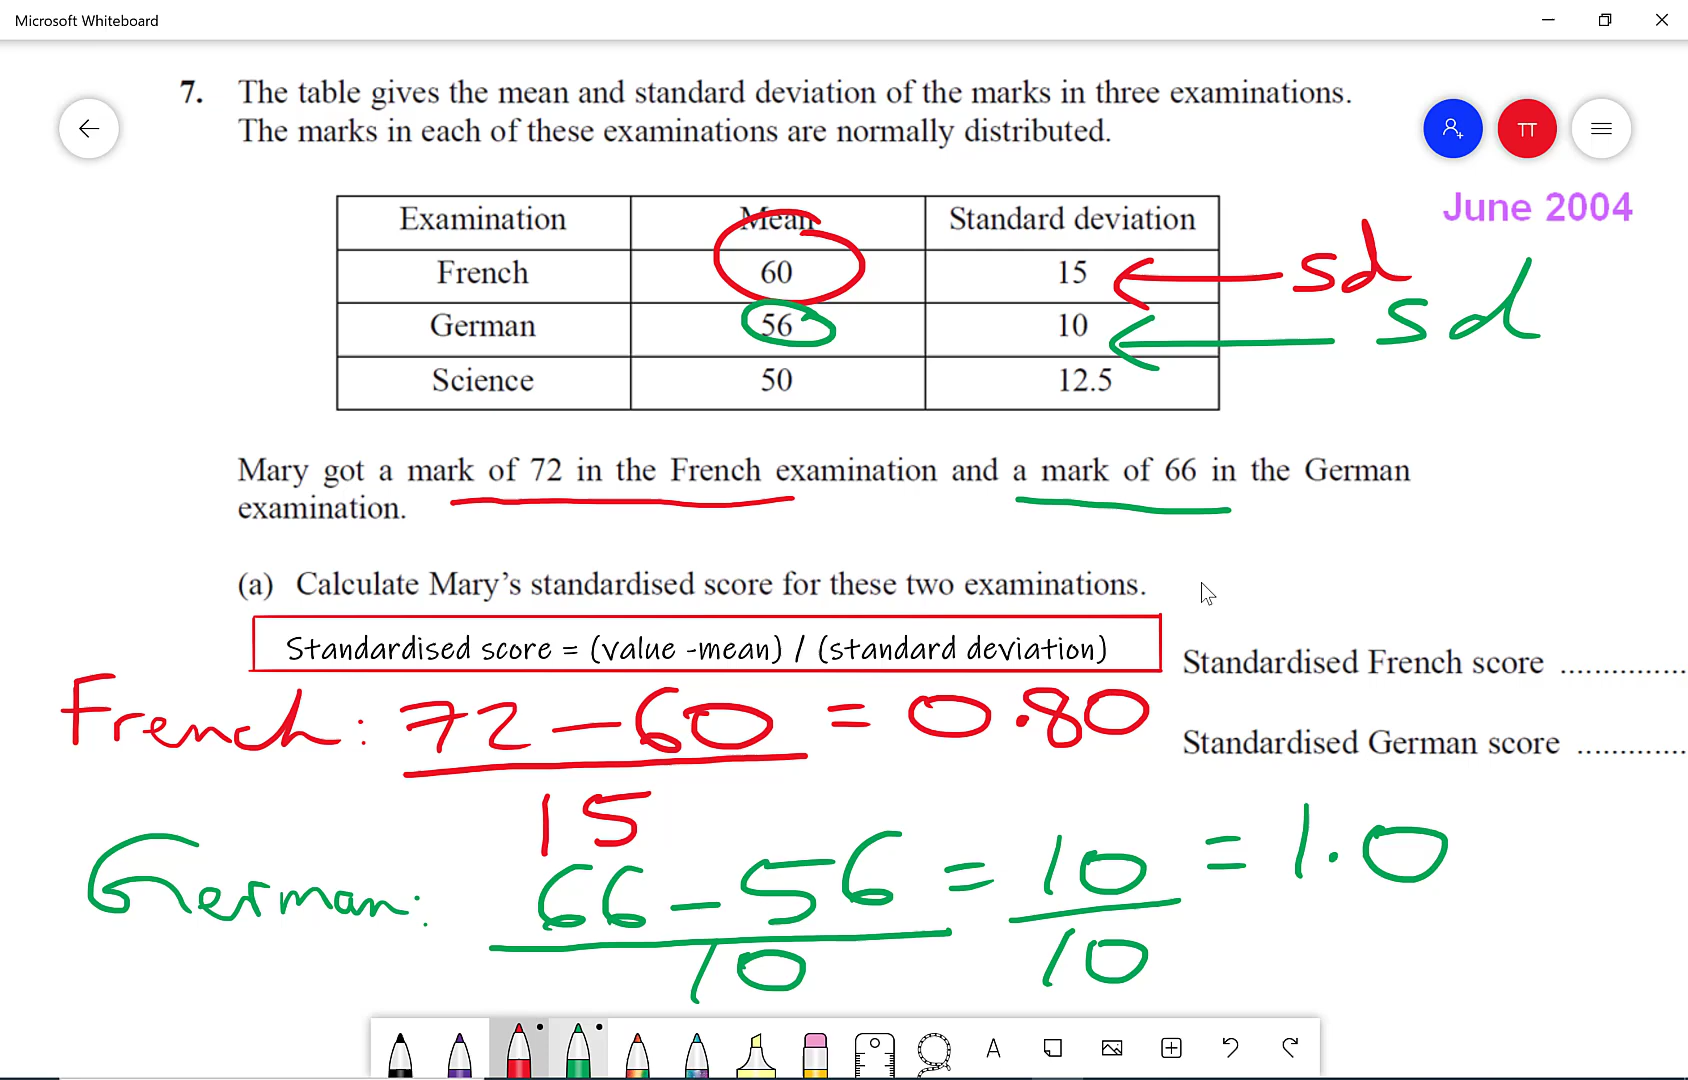 Microsoft Whiteboard
7. The table gives the mean and standard deviation of the marks in three examinations.
The marks in each of these examinations are normally distributed.
TT
June 2004
Examination Mean Standard deviation
French 60 15 sd
German 56 10 sd
Science 50 12.5
Mary got a mark of 72 in the French examination and a mark of 66 in the German
examination.
(a) Calculate Mary's standardised score for these two examinations.
Standardised score = (value -mean) / (standard deviation)
Standardised French score ...............
French: 72 - 60 = 0.80
15
Standardised German score .............
German: 66 - 56 = 10 = 1.0
10 10
A